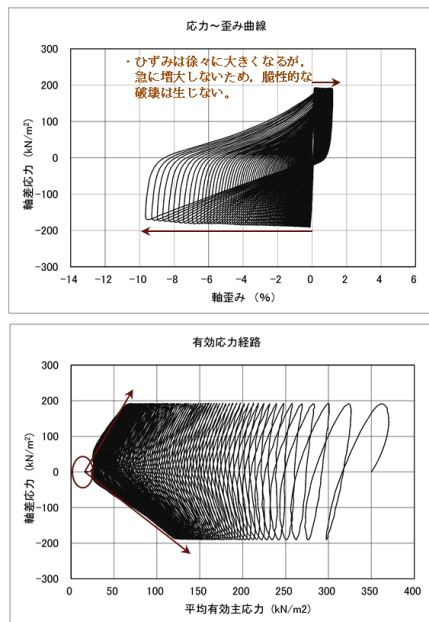 応力～歪み曲線
・ひずみは徐々に大きくなるが,
急に増大しないため，脆性的な
破壊は生じない。
軸差応力 (kN/m²)
300
200
100
0
-100
-200
-300
-14 -12 -10 -8 -6 -4 -2 0 2 4 6
軸歪み （%）
有効応力経路
軸差応力 (kN/m²)
300
200
100
0
-100
-200
-300
0 50 100 150 200 250 300 350 400
平均有効主応力 (kN/m2)